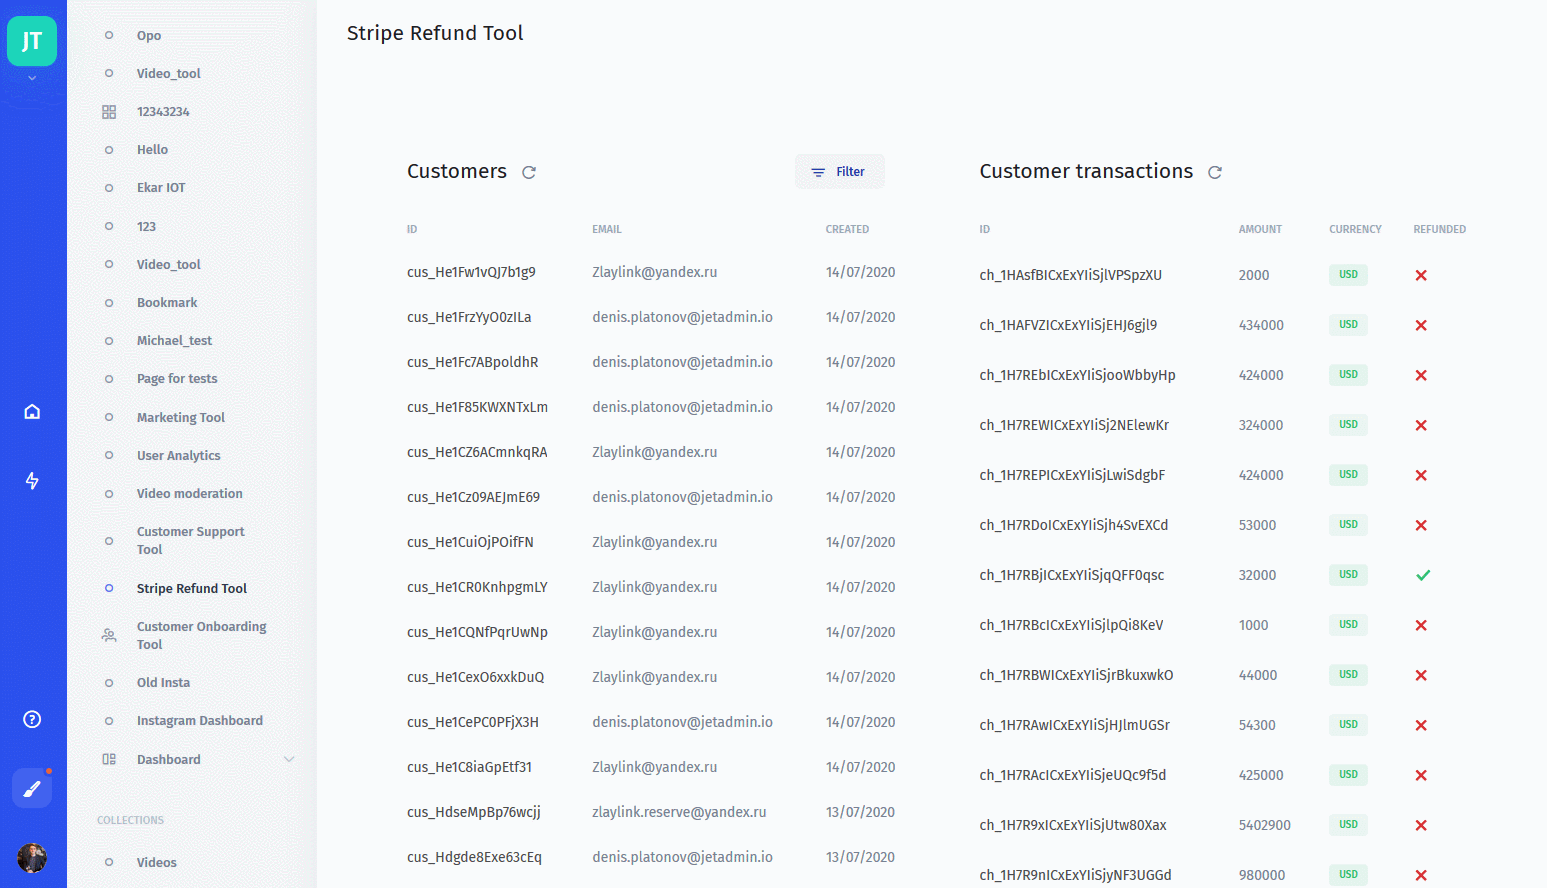 JT
Opo
Video_tool
12343234
Hello
Ekar IOT
123
Video_tool
Bookmark
Michael_test
Page for tests
Marketing Tool
User Analytics
Video moderation
Customer Support
Tool
Stripe Refund Tool
Customer Onboarding
Tool
Old Insta
Instagram Dashboard
Dashboard
COLLECTIONS
Videos
Stripe Refund Tool
Customers
Filter
ID EMAIL CREATED
cus_He1Fw1vQJ7b1g9 Zlaylink@yandex.ru 14/07/2020
cus_He1FrzYyO0zILa denis.platonov@jetadmin.io 14/07/2020
cus_He1Fc7ABpoldhR denis.platonov@jetadmin.io 14/07/2020
cus_He1F85KWXNTxLm denis.platonov@jetadmin.io 14/07/2020
cus_He1CZ6ACmnkqRA Zlaylink@yandex.ru 14/07/2020
cus_He1Cz09AEJmE69 denis.platonov@jetadmin.io 14/07/2020
cus_He1CuiOjPOifFN Zlaylink@yandex.ru 14/07/2020
cus_He1CR0KnhpgmLY Zlaylink@yandex.ru 14/07/2020
cus_He1CQNfPqrUwNp Zlaylink@yandex.ru 14/07/2020
cus_He1CexO6xxkDuQ Zlaylink@yandex.ru 14/07/2020
cus_He1CePC0PFjX3H denis.platonov@jetadmin.io 14/07/2020
cus_He1C8iaGpEtf31 Zlaylink@yandex.ru 14/07/2020
cus_HdseMpBp76wcjj zlaylink.reserve@yandex.ru 13/07/2020
cus_Hdgde8Exe63cEq denis.platonov@jetadmin.io 13/07/2020
Customer transactions
ID AMOUNT CURRENCY REFUNDED
ch_1HAsfBICxExYIiSjlVPSpzXU 2000 USD
ch_1HAFVZICxExYIiSjEHJ6gjl9 434000 USD
ch_1H7REbICxExYIiSjooWbbyHp 424000 USD
ch_1H7REWICxExYIiSj2NElewKr 324000 USD
ch_1H7REPICxExYIiSjLwiSdgbF 424000 USD
ch_1H7RDoICxExYIiSjh4SvEXCd 53000 USD
ch_1H7RBjICxExYIiSjqQFF0qsc 32000 USD
ch_1H7RBcICxExYIiSjlpQi8KeV 1000 USD
ch_1H7RBWICxExYIiSjrBkuxwkO 44000 USD
ch_1H7RAwICxExYIiSjHJlmUGSr 54300 USD
ch_1H7RAcICxExYIiSjeUQc9f5d 425000 USD
ch_1H7R9xICxExYIiSjUtw80Xax 5402900 USD
ch_1H7R9nICxExYIiSjyNF3UGGd 980000 USD